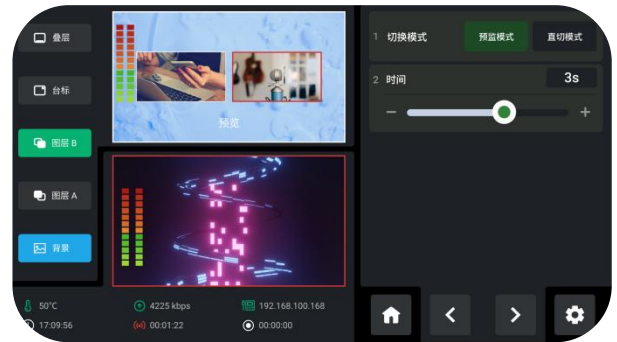 叠层
台标
图层 B
图层 A
背景
预览
1 切换模式 预监模式 直切模式
2 时间 3s
50°C
4225 kbps
192.168.100.168
17:09:56
00:01:22
00:00:00